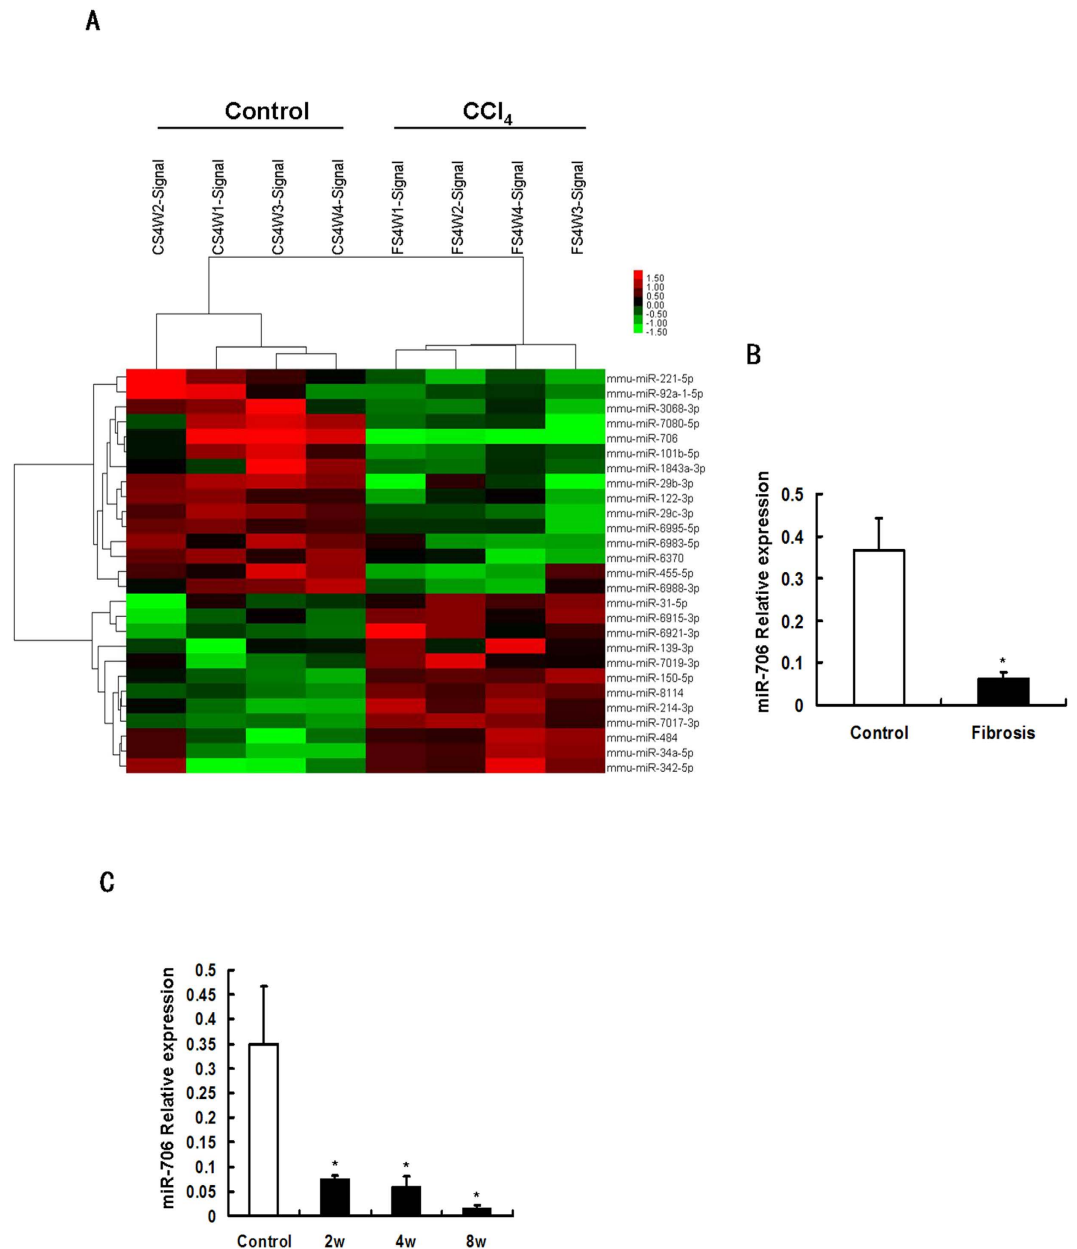 A
Control
CCl4
CS4W2-Signal
CS4W1-Signal
CS4W3-Signal
CS4W4-Signal
FS4W1-Signal
FS4W2-Signal
FS4W4-Signal
FS4W3-Signal
1.50
1.00
0.50
0.00
-0.50
-1.00
-1.50
mmu-miR-221-5p
mmu-miR-92a-1-5p
mmu-miR-3068-3p
mmu-miR-7080-5p
mmu-miR-706
mmu-miR-101b-5p
mmu-miR-1843a-3p
mmu-miR-29b-3p
mmu-miR-122-3p
mmu-miR-29c-3p
mmu-miR-6995-5p
mmu-miR-6983-5p
mmu-miR-6370
mmu-miR-455-5p
mmu-miR-6988-3p
mmu-miR-31-5p
mmu-miR-6915-3p
mmu-miR-6921-3p
mmu-miR-139-3p
mmu-miR-7019-3p
mmu-miR-150-5p
mmu-miR-8114
mmu-miR-214-3p
mmu-miR-7017-3p
mmu-miR-484
mmu-miR-34a-5p
mmu-miR-342-5p
B
miR-706 Relative expression
0.5
0.4
0.3
0.2
0.1
0
*
Control
Fibrosis
C
miR-706 Relative expression
0.5
0.45
0.4
0.35
0.3
0.25
0.2
0.15
0.1
0.05
0
*
*
*
Control
2w
4w
8w